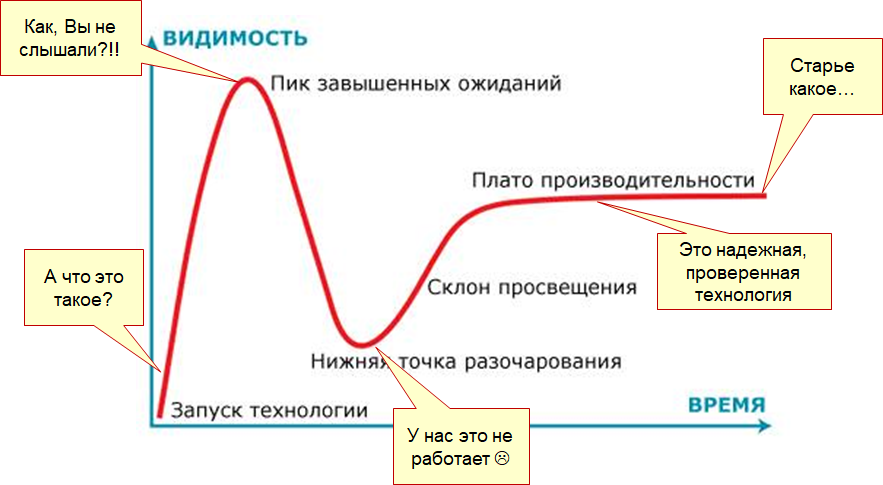 Как, Вы не
слышали?!!
ВИДИМОСТЬ
Пик завышенных ожиданий
Старье
какое…
Плато производительности
Это надежная,
проверенная
технология
А что это
такое?
Склон просвещения
Нижняя точка разочарования
Запуск технологии
ВРЕМЯ
У нас это не
работает ☹